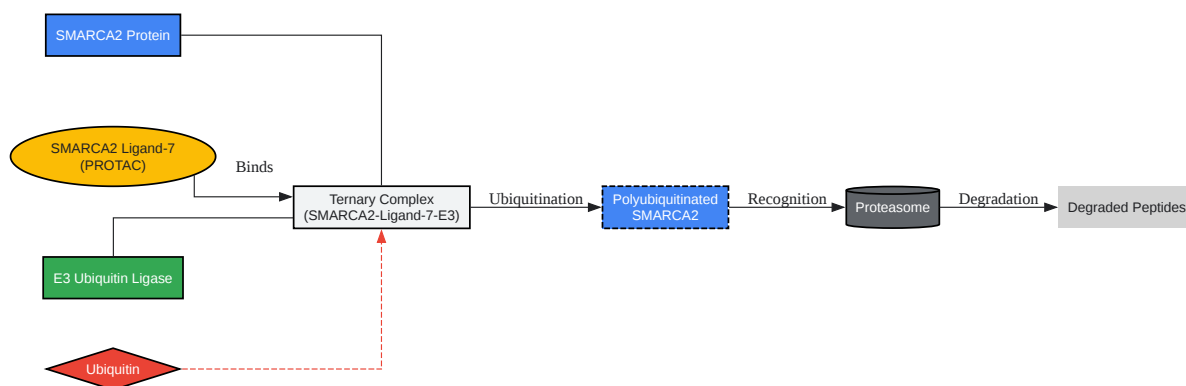 SMARCA2 Protein
SMARCA2 Ligand-7
(PROTAC)
Binds
Ternary Complex
(SMARCA2-Ligand-7-E3)
Ubiquitination
Polyubiquitinated
SMARCA2
Recognition
Proteasome
Degradation
Degraded Peptides
E3 Ubiquitin Ligase
Ubiquitin